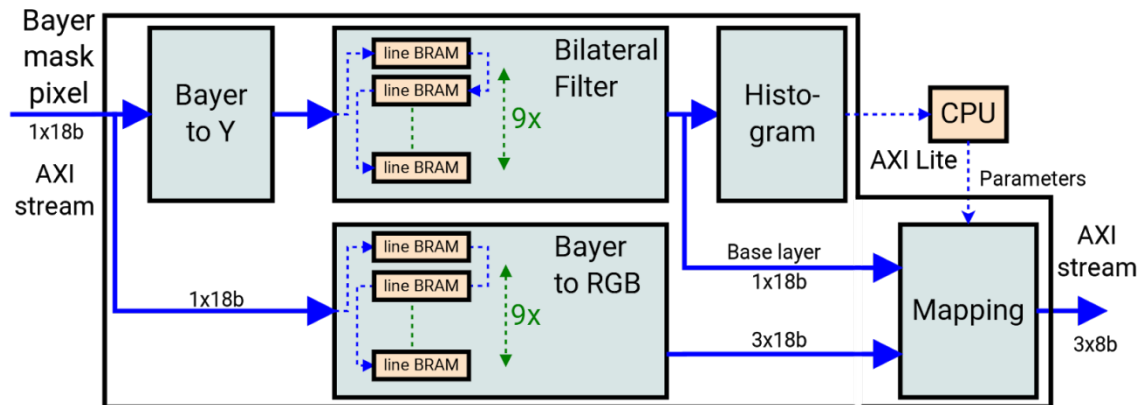 Bayer
mask
pixel
1x18b
AXI
stream
Bayer
to Y
line BRAM
line BRAM
line BRAM
9x
Bilateral
Filter
Histo-
gram
CPU
AXI Lite
Parameters
1x18b
line BRAM
line BRAM
line BRAM
9x
Bayer
to RGB
Base layer
1x18b
3x18b
Mapping
AXI
stream
3x8b